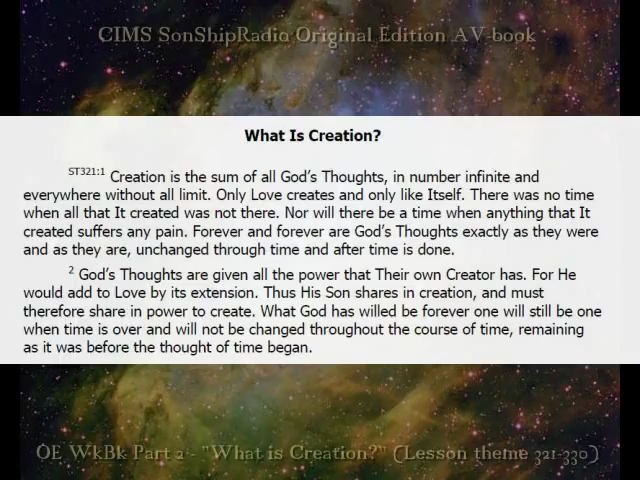 CIMS SonShipRadio Original Edition AV-book
What Is Creation?
ST321:1 Creation is the sum of all God's Thoughts, in number infinite and
everywhere without all limit. Only Love creates and only like Itself. There was no time
when all that It created was not there. Nor will there be a time when anything that It
created suffers any pain. Forever and forever are God's Thoughts exactly as they were
and as they are, unchanged through time and after time is done.
2 God's Thoughts are given all the power that Their own Creator has. For He
would add to Love by its extension. Thus His Son shares in creation, and must
therefore share in power to create. What God has willed be forever one will still be one
when time is over and will not be changed throughout the course of time, remaining
as it was before the thought of time began.
OE WkBk Part 2 - "What is Creation?" (Lesson theme 321-330)